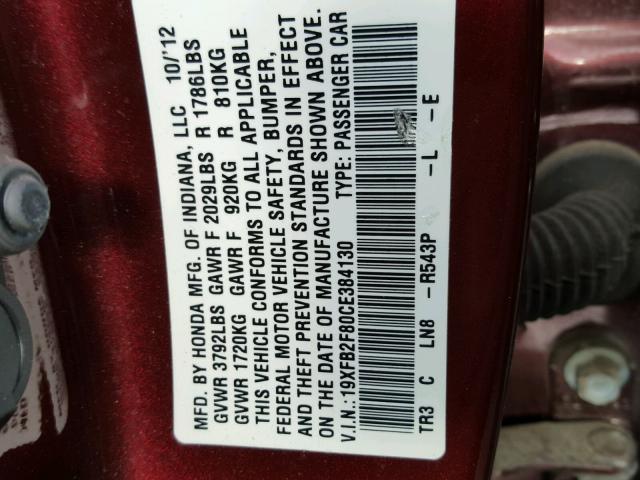 MFD. BY HONDA MFG. OF INDIANA, LLC 10/'12
GVWR 3792LBS GAWR F 2029LBS R 1786LBS
GVWR 1720KG GAWR F 920KG R 810KG
THIS VEHICLE CONFORMS TO ALL APPLICABLE
FEDERAL MOTOR VEHICLE SAFETY, BUMPER,
AND THEFT PREVENTION STANDARDS IN EFFECT
ON THE DATE OF MANUFACTURE SHOWN ABOVE.
V.I.N.: 19XFB2F80CE384130 TYPE: PASSENGER CAR
TR3 C LN8 -R543P -L -E